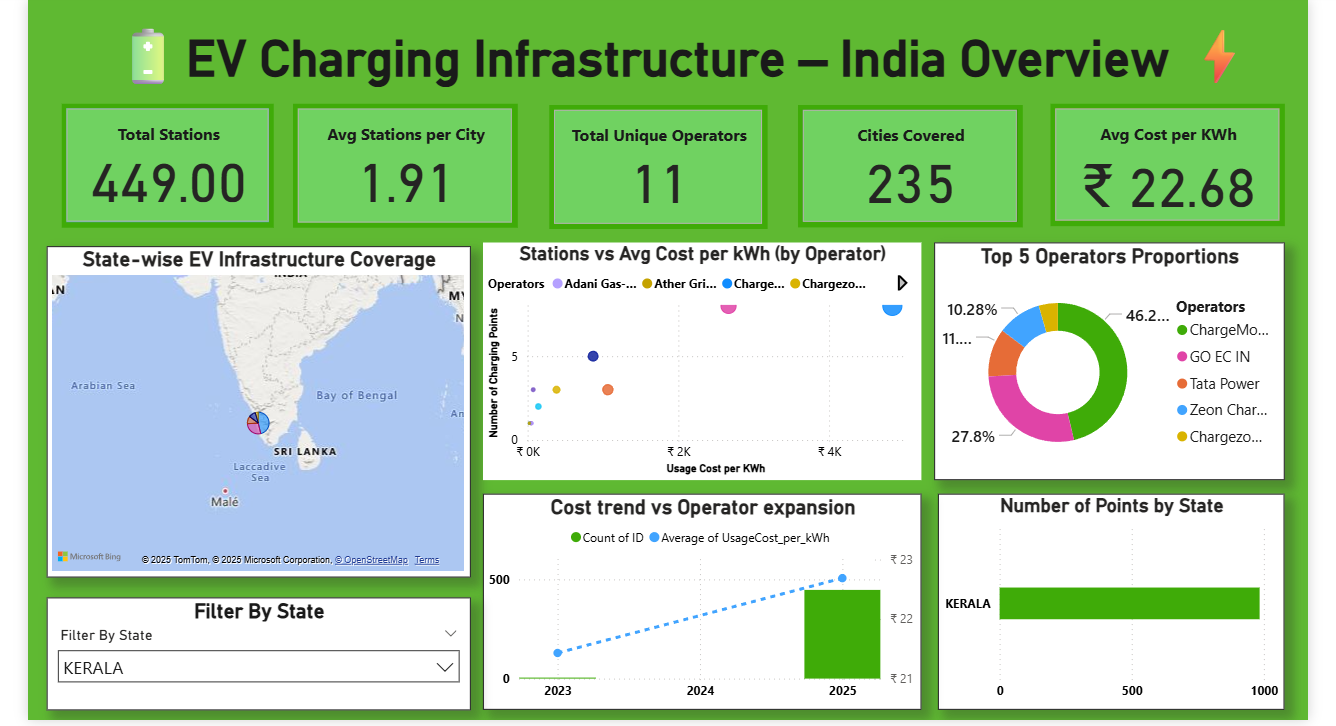 EV Charging Infrastructure – India Overview
Total Stations
449.00
Avg Stations per City
1.91
Total Unique Operators
11
Cities Covered
235
Avg Cost per KWh
₹ 22.68
State-wise EV Infrastructure Coverage
AN
MY
Arabian Sea
Bay of Bengal
An
SRI LANKA
Laccadive
Sea
Malé
Microsoft Bing
© 2025 TomTom, © 2025 Microsoft Corporation, © OpenStreetMap Terms
Filter By State
Filter By State
KERALA
Stations vs Avg Cost per kWh (by Operator)
Operators Adani Gas-... Ather Gri... Charge... Chargezo...
Number of Charging Points
5
0
₹ 0K ₹ 2K ₹ 4K
Usage Cost per KWh
Cost trend vs Operator expansion
Count of ID Average of UsageCost_per_kWh
500
0
₹ 23
₹ 22
₹ 21
2023 2024 2025
Top 5 Operators Proportions
10.28%
46.2...
11....
27.8%
Operators
ChargeMo...
GO EC IN
Tata Power
Zeon Char...
Chargezo...
Number of Points by State
KERALA
0 500 1000